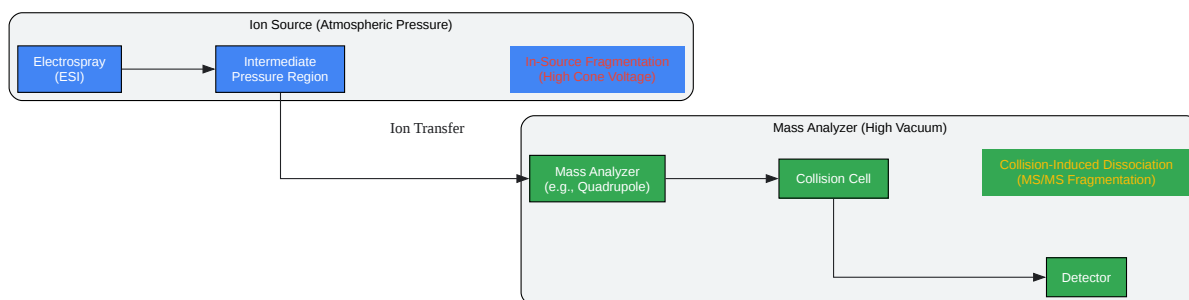 Ion Source (Atmospheric Pressure)
Electrospray
(ESI)
Intermediate
Pressure Region
In-Source Fragmentation
(High Cone Voltage)
Ion Transfer
Mass Analyzer (High Vacuum)
Mass Analyzer
(e.g., Quadrupole)
Collision Cell
Collision-Induced Dissociation
(MS/MS Fragmentation)
Detector